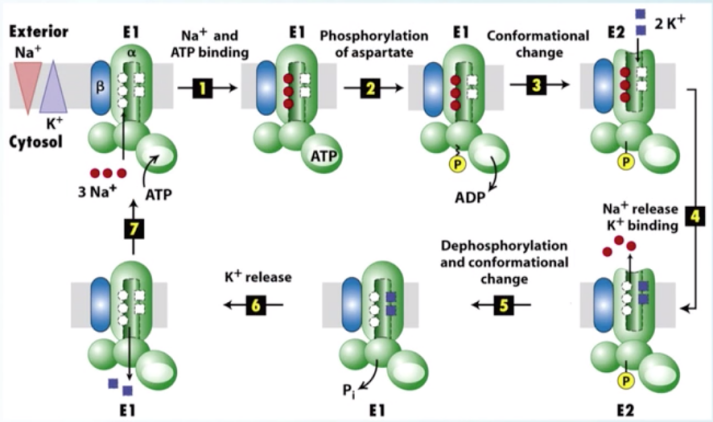 Exterior
Na⁺
K⁺
Cytosol
E1
α
β
3 Na⁺
ATP
Na⁺ and
ATP binding
1
E1
ATP
Phosphorylation
of aspartate
2
E1
P
ADP
Conformational
change
3
E2
2 K⁺
P
4
Na⁺ release
K⁺ binding
P
E2
Dephosphorylation
and conformational
change
5
Pᵢ
E1
K⁺ release
6
E1
7